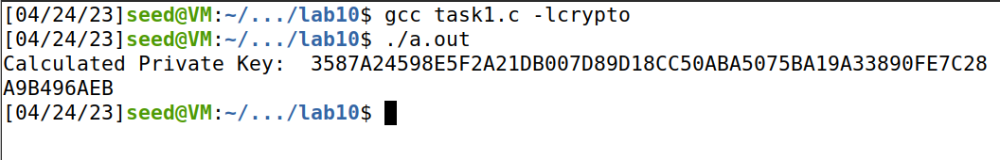 [04/24/23]seed@VM:~/.../lab10$ gcc task1.c -lcrypto
[04/24/23]seed@VM:~/.../lab10$ ./a.out
Calculated Private Key:  3587A24598E5F2A21DB007D89D18CC50ABA5075BA19A33890FE7C28
A9B496AEB
[04/24/23]seed@VM:~/.../lab10$